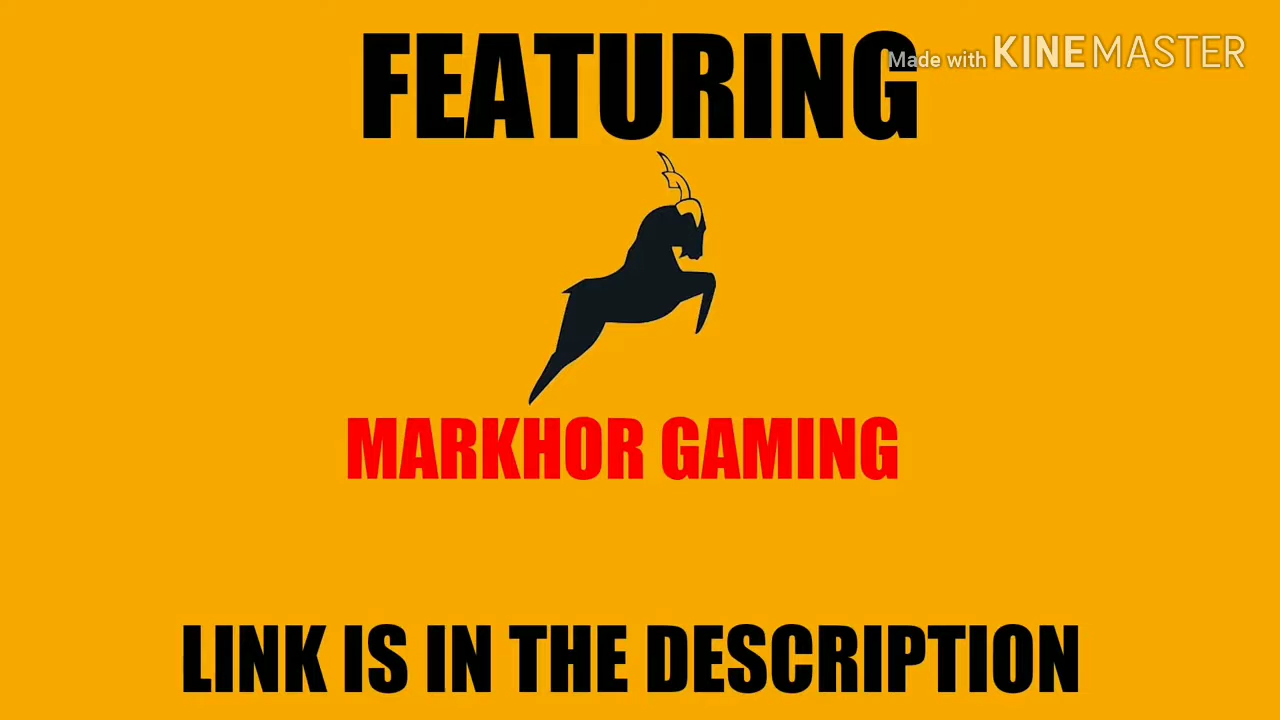 FEATURING
Made with KINEMASTER
MARKHOR GAMING
LINK IS IN THE DESCRIPTION